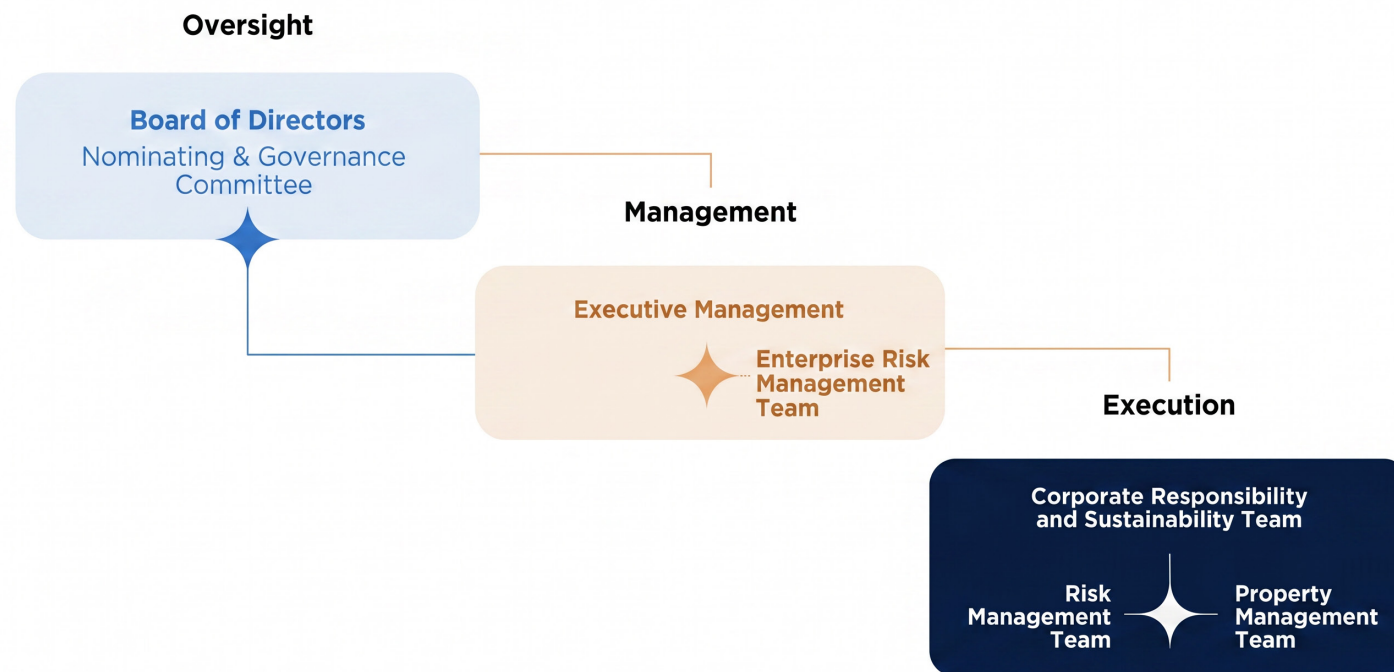 Oversight
Board of Directors
Nominating & Governance
Committee
Management
Executive Management
Enterprise Risk
Management
Team
Execution
Corporate Responsibility
and Sustainability Team
Risk
Management
Team
Property
Management
Team